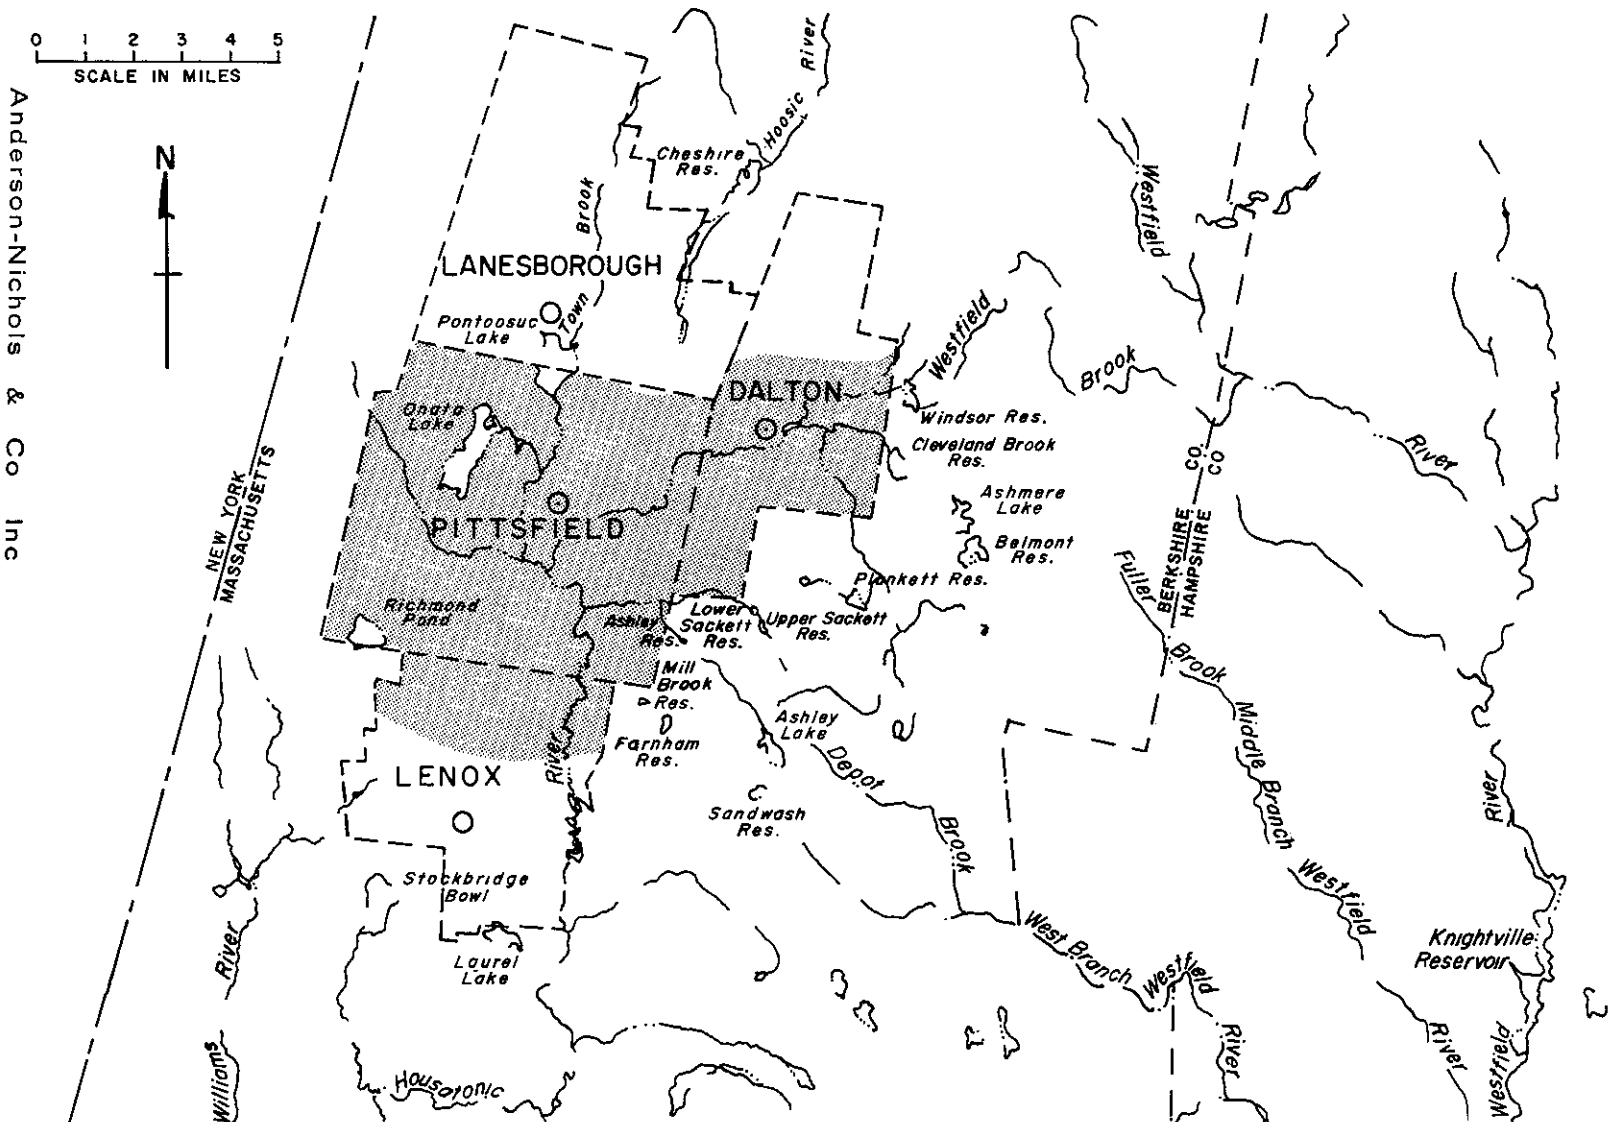 0 1 2 3 4 5
SCALE IN MILES
Anderson-Nichols & Co Inc
N
NEW YORK
MASSACHUSETTS
Hoosic River
Cheshire
Res.
Town Brook
LANESBOROUGH
Pontoosuc
Lake
Westfield
Westfield
Brook
River
DALTON
Onata
Lake
Windsor Res.
Cleveland Brook
Res.
Ashmere
Lake
Belmont
Res.
PITTSFIELD
BERKSHIRE CO.
HAMPSHIRE CO
Plunkett Res.
Richmond
Pond
Ashley
Res.
Lower
Sackett
Res.
Upper Sackett
Res.
Fuller
Brook
Mill
Brook
Res.
Farnham
Res.
Ashley
Lake
River
LENOX
Sandwash
Res.
Depot
Brook
Middle Branch
Westfield
River
River
Stockbridge
Bowl
Laurel
Lake
West Branch
Westfield
River
Knightville
Reservoir
Westfield
River
Williams
Housatonic